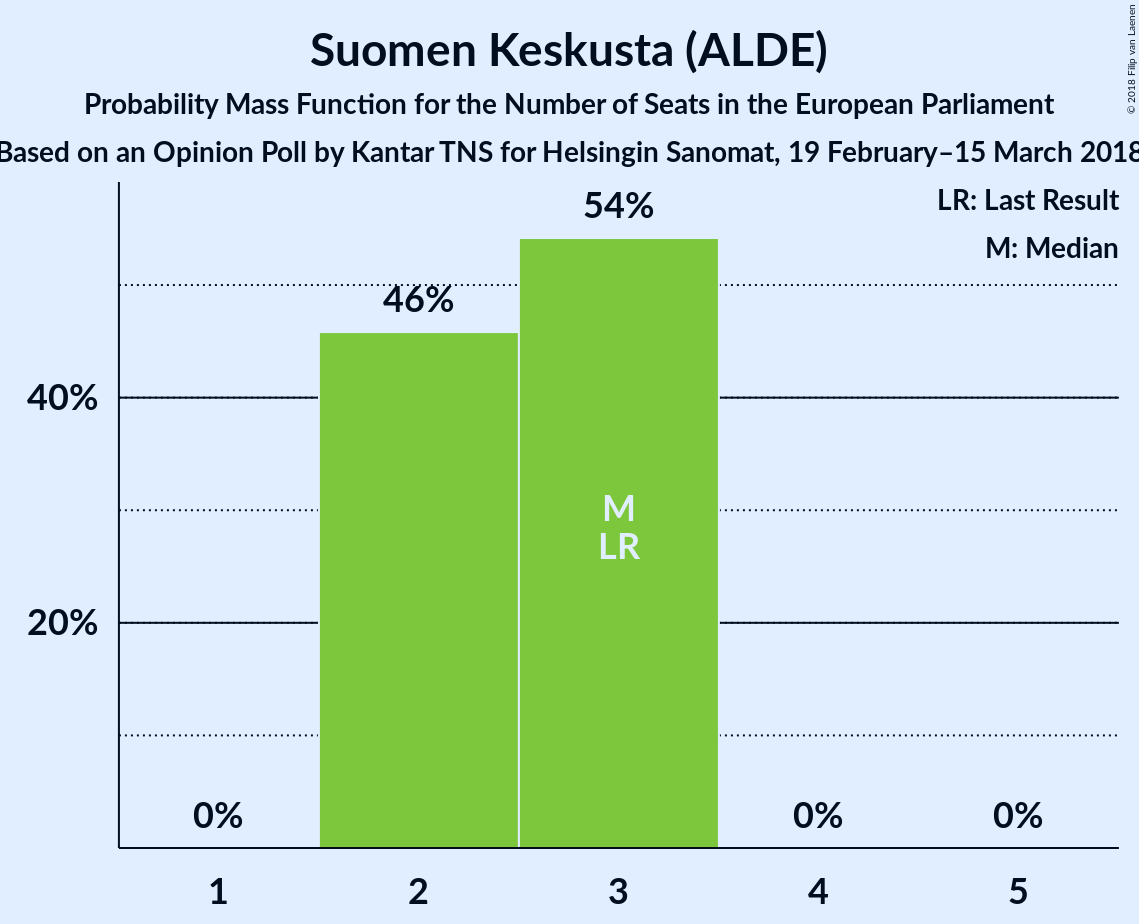 Suomen Keskusta (ALDE)
Probability Mass Function for the Number of Seats in the European Parliament
Based on an Opinion Poll by Kantar TNS for Helsingin Sanomat, 19 February–15 March 2018
© 2018 Filip van Laenen
LR: Last Result
M: Median
54%
46%
40%
M
LR
20%
0%
0%
0%
1
2
3
4
5